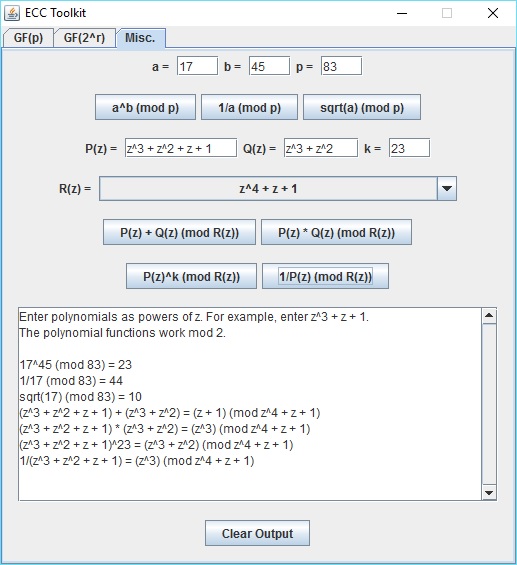 ECC Toolkit
GF(p) GF(2^r) Misc.
a = 17 b = 45 p = 83
a^b (mod p) 1/a (mod p) sqrt(a) (mod p)
P(z) = z^3 + z^2 + z + 1 Q(z) = z^3 + z^2 k = 23
R(z) = z^4 + z + 1
P(z) + Q(z) (mod R(z)) P(z) * Q(z) (mod R(z))
P(z)^k (mod R(z)) 1/P(z) (mod R(z))
Enter polynomials as powers of z. For example, enter z^3 + z + 1.
The polynomial functions work mod 2.
17^45 (mod 83) = 23
1/17 (mod 83) = 44
sqrt(17) (mod 83) = 10
(z^3 + z^2 + z + 1) + (z^3 + z^2) = (z + 1) (mod z^4 + z + 1)
(z^3 + z^2 + z + 1) * (z^3 + z^2) = (z^3) (mod z^4 + z + 1)
(z^3 + z^2 + z + 1)^23 = (z^3 + z^2) (mod z^4 + z + 1)
1/(z^3 + z^2 + z + 1) = (z^3) (mod z^4 + z + 1)
Clear Output